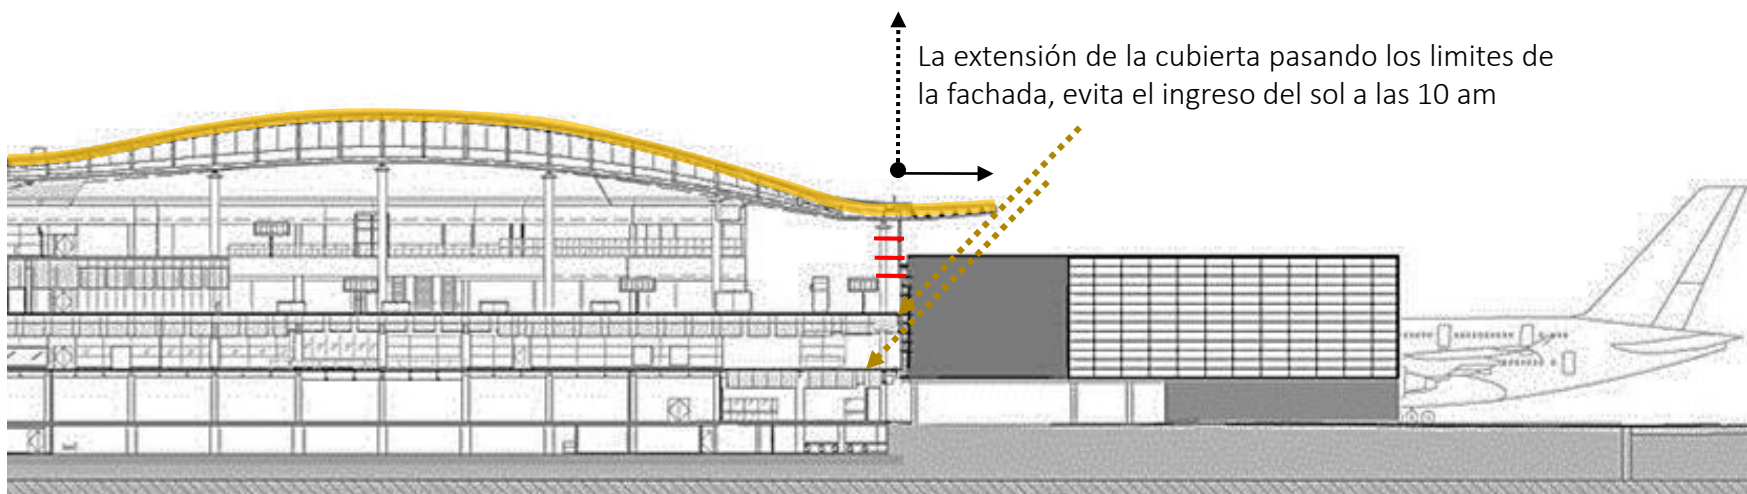 La extensión de la cubierta pasando los limites de
la fachada, evita el ingreso del sol a las 10 am